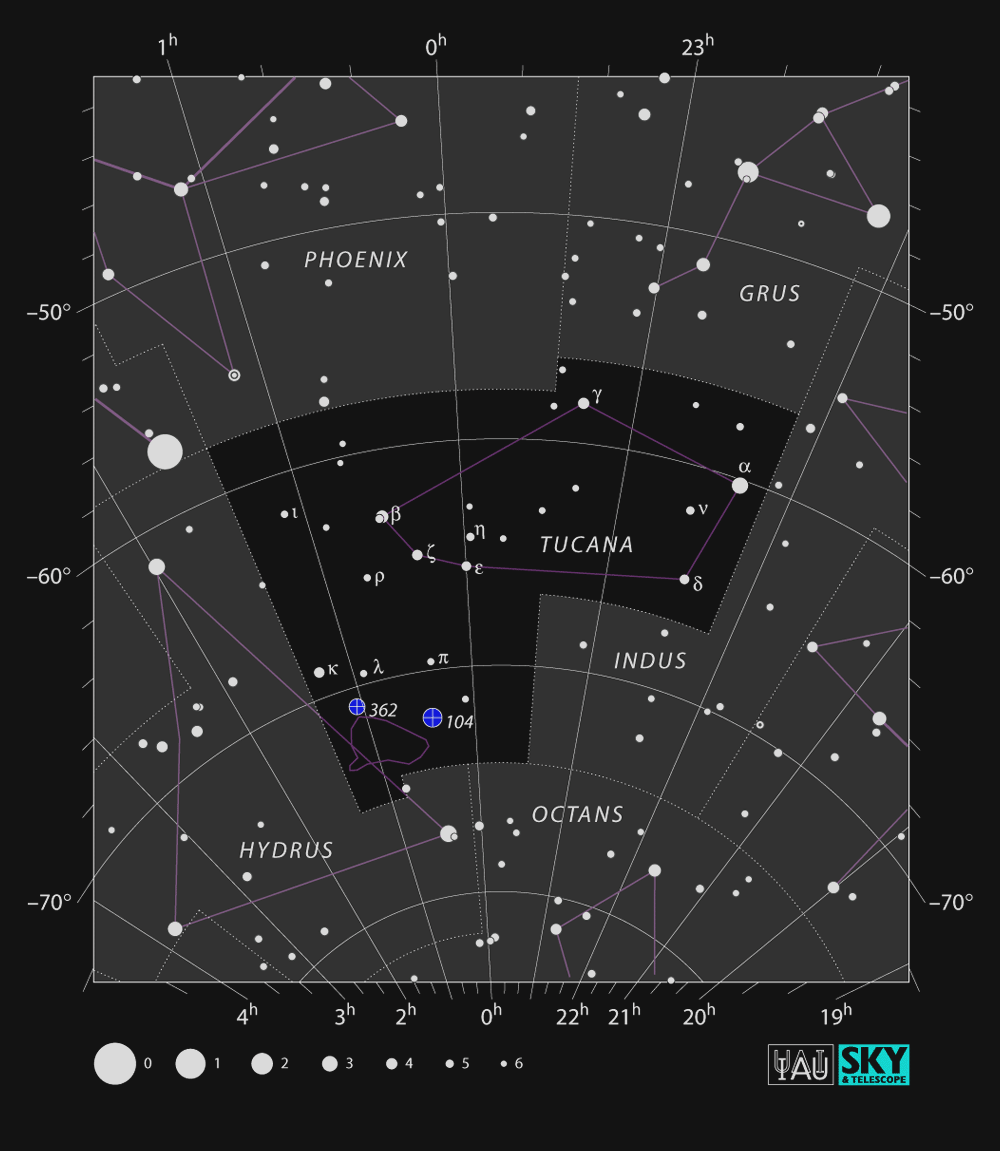 1h 0h 23h
PHOENIX
GRUS
–50° –50°
γ
α
ι β ν
η
TUCANA
ζ
ε
ρ δ
–60° –60°
π
INDUS
κ λ
362
104
OCTANS
HYDRUS
–70° –70°
4h 3h 2h 0h 22h 21h 20h 19h
0 1 2 3 4 5 6
IAU
SKY
& TELESCOPE